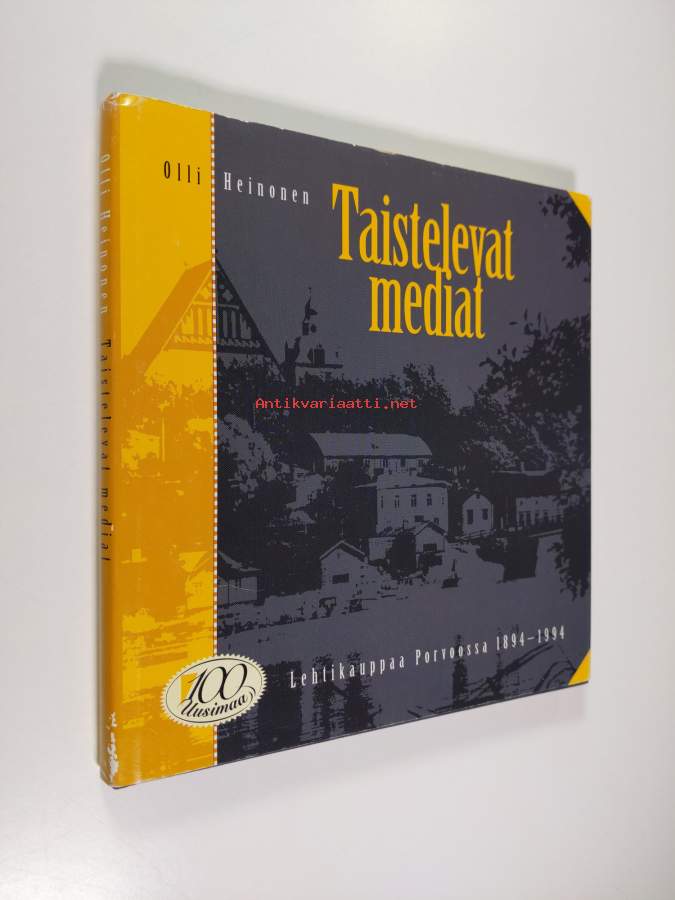 Olli Heinonen
Taistelevat
mediat
Antikvariaatti.net
Lehtikauppaa Porvoossa 1894–1994
100
Uusimaa
Olli Heinonen Taistelevat mediat